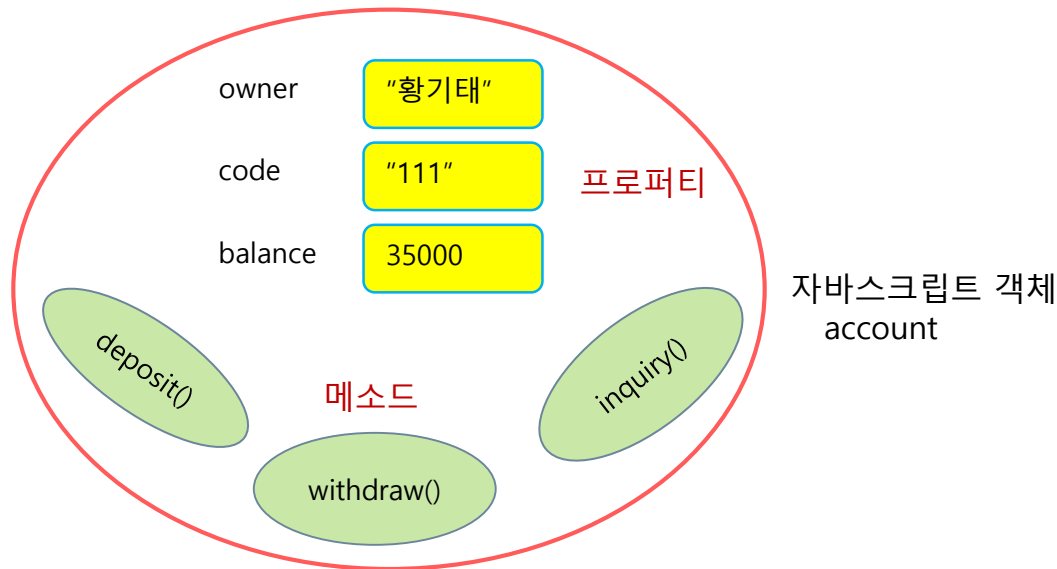 owner
"황기태"
code
"111"
프로퍼티
balance
35000
자바스크립트 객체
account
deposit()
메소드
inquiry()
withdraw()